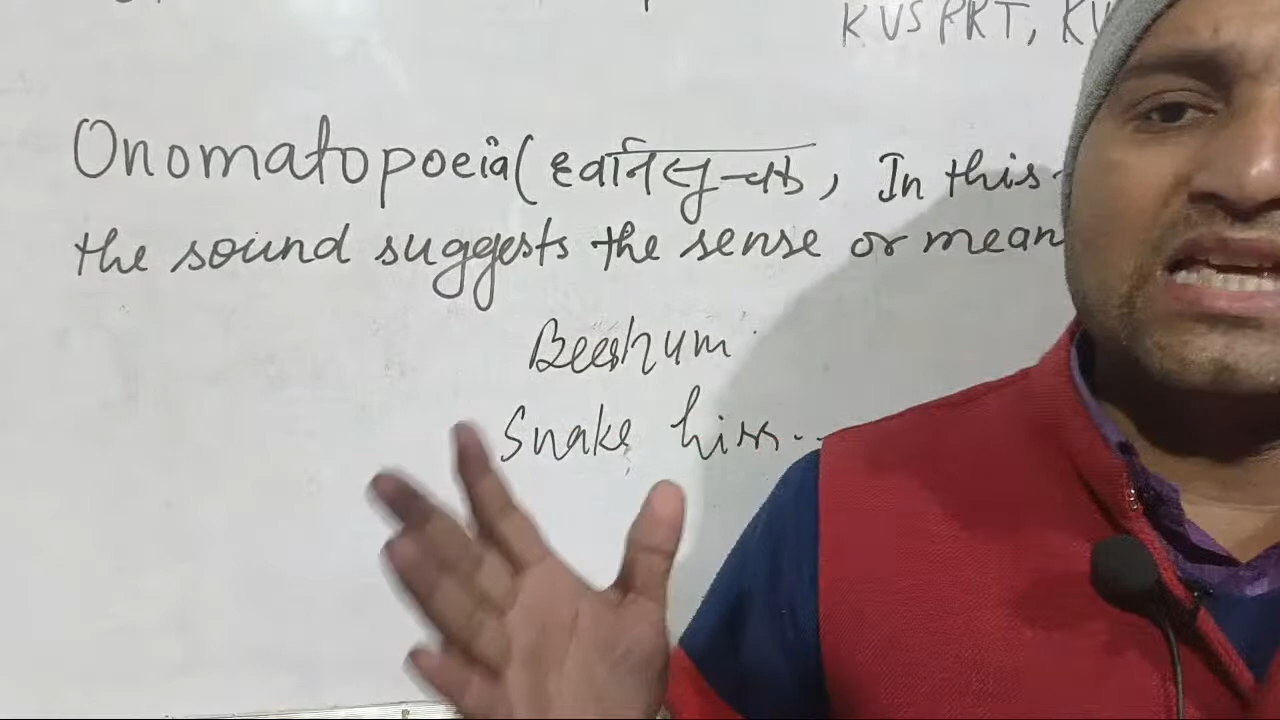 KVS PRT, KV
Onomatopoeia( ध्वनिसूचक, In this
the sound suggests the sense or mean
Bees hum
Snake hiss..